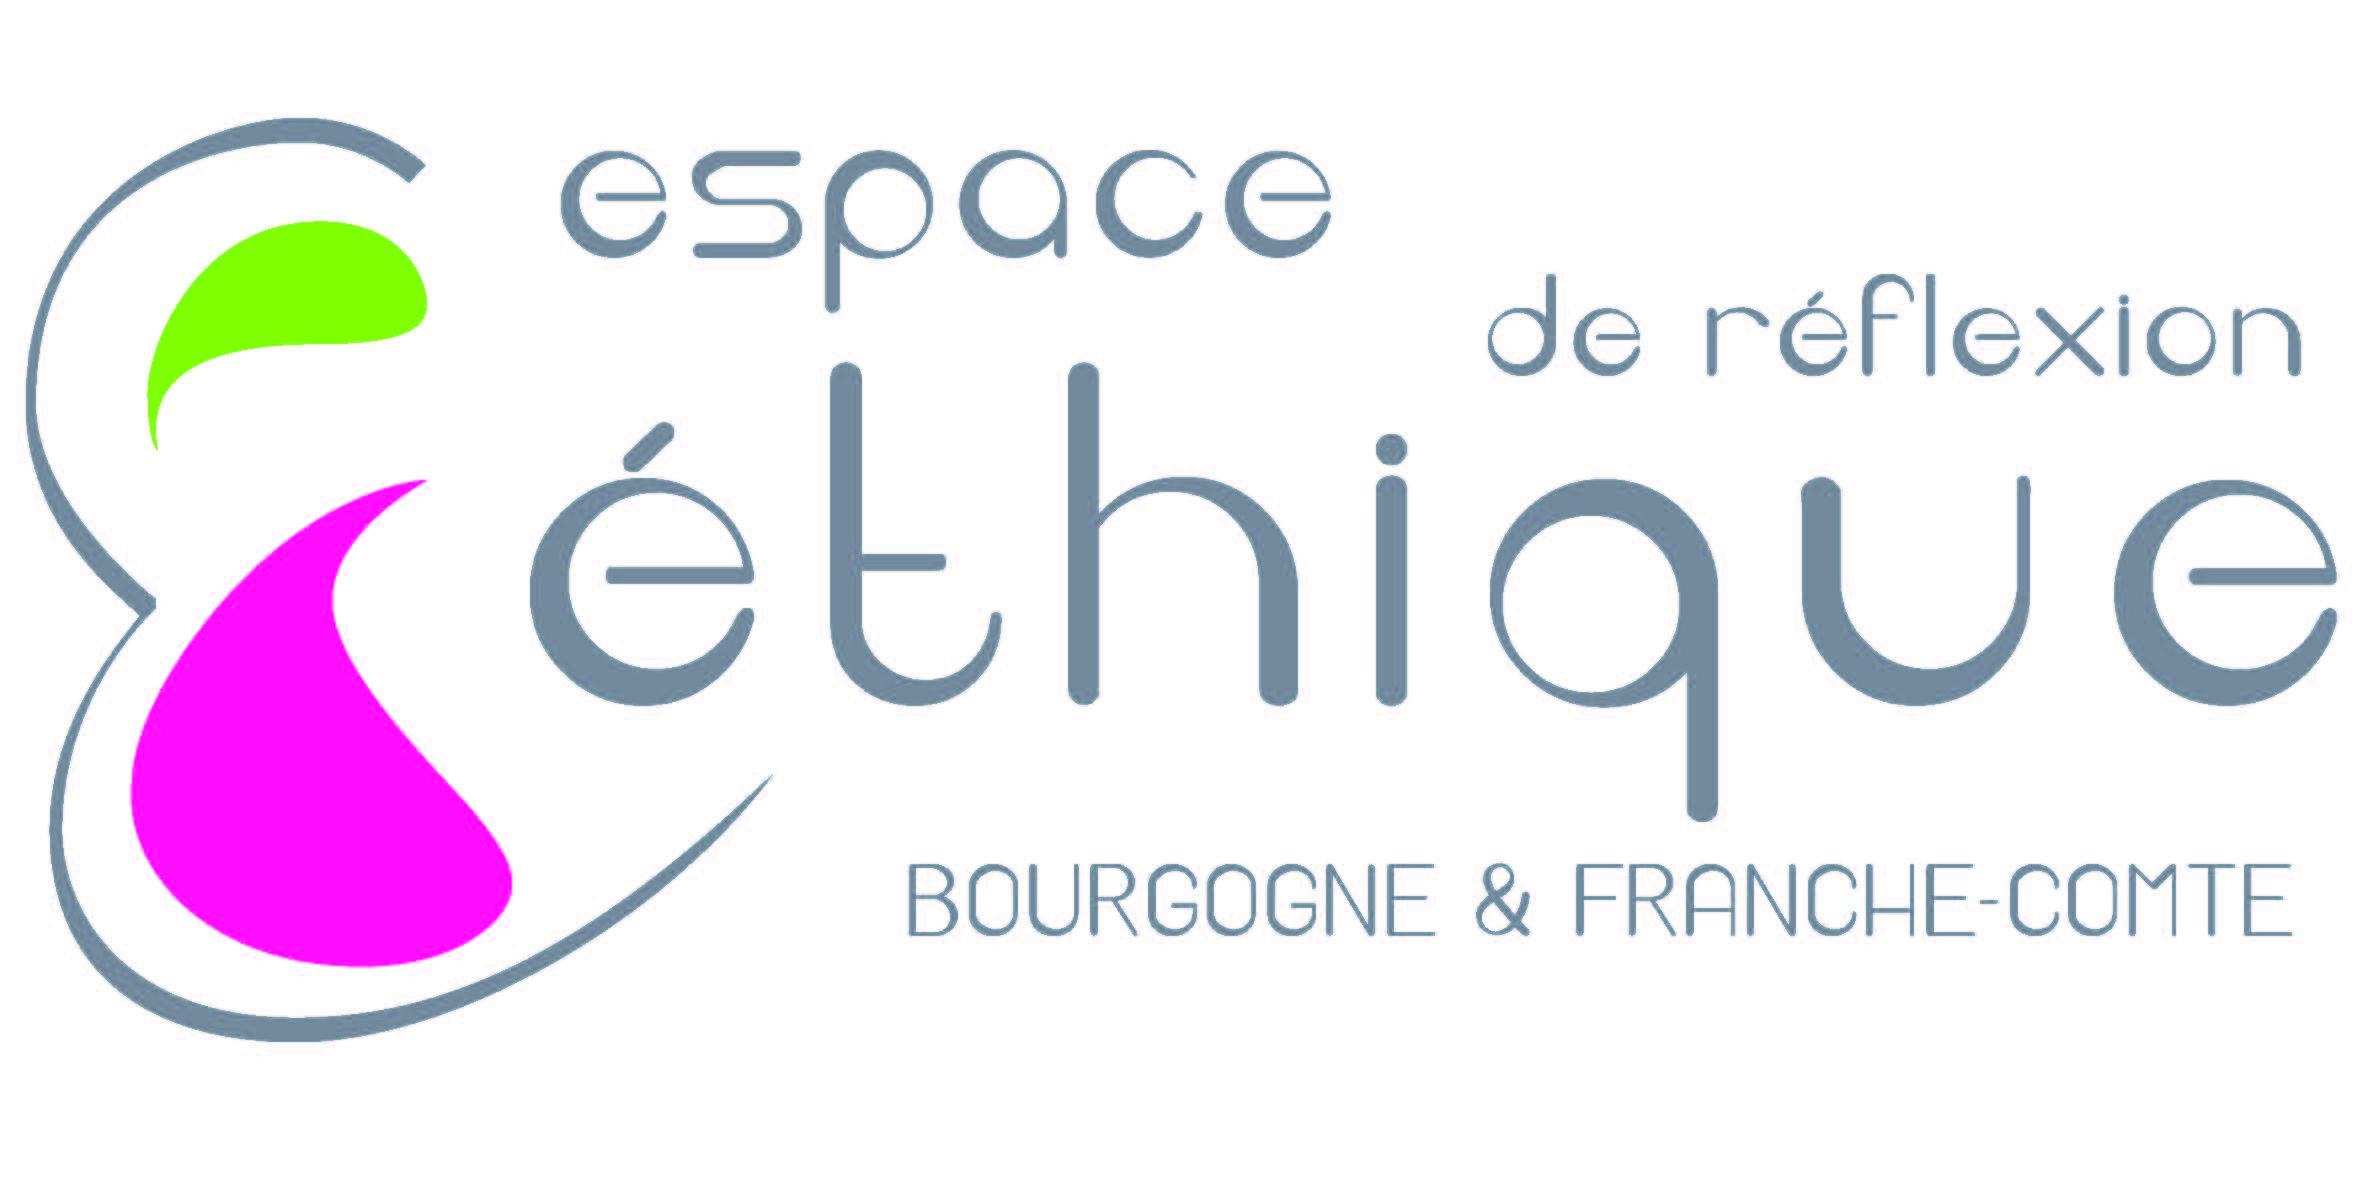 espace
de réflexion
éthique
BOURGOGNE & FRANCHE-COMTE